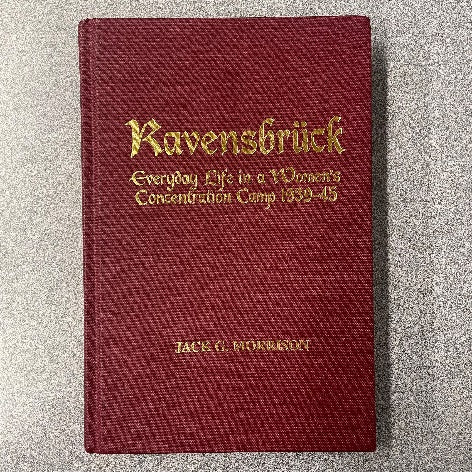 Ravensbrück
Everyday Life in a Women's
Concentration Camp 1939-45
JACK G. MORRISON